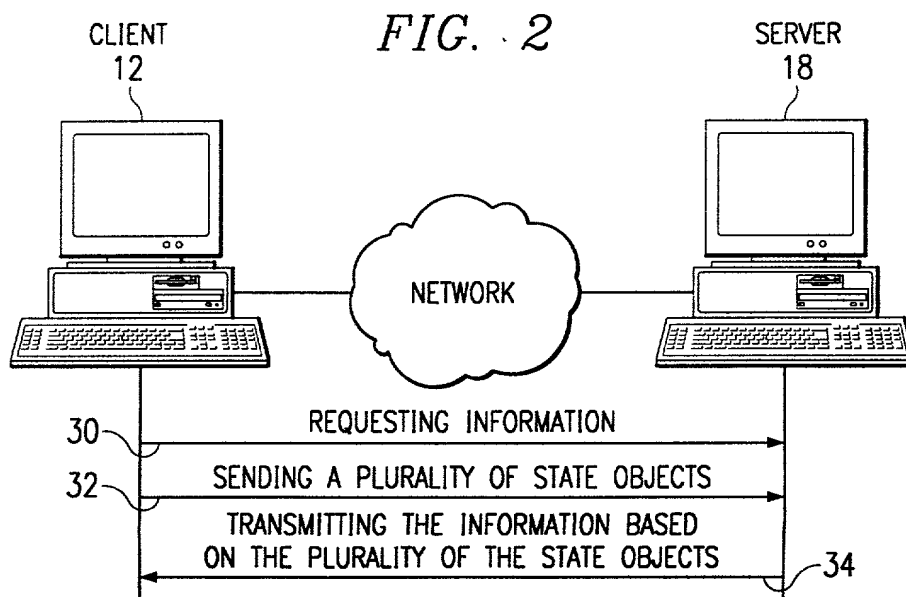 FIG. 2
CLIENT
12
SERVER
18
NETWORK
30
REQUESTING INFORMATION
32
SENDING A PLURALITY OF STATE OBJECTS
TRANSMITTING THE INFORMATION BASED
ON THE PLURALITY OF THE STATE OBJECTS
34